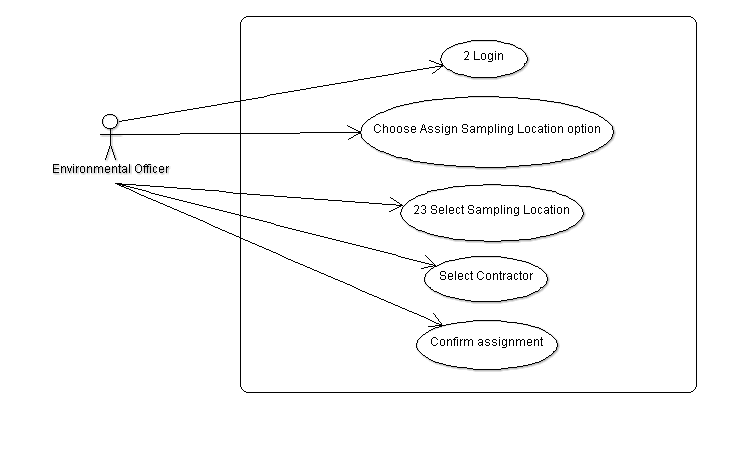 2 Login
Choose Assign Sampling Location option
Environmental Officer
23 Select Sampling Location
Select Contractor
Confirm assignment